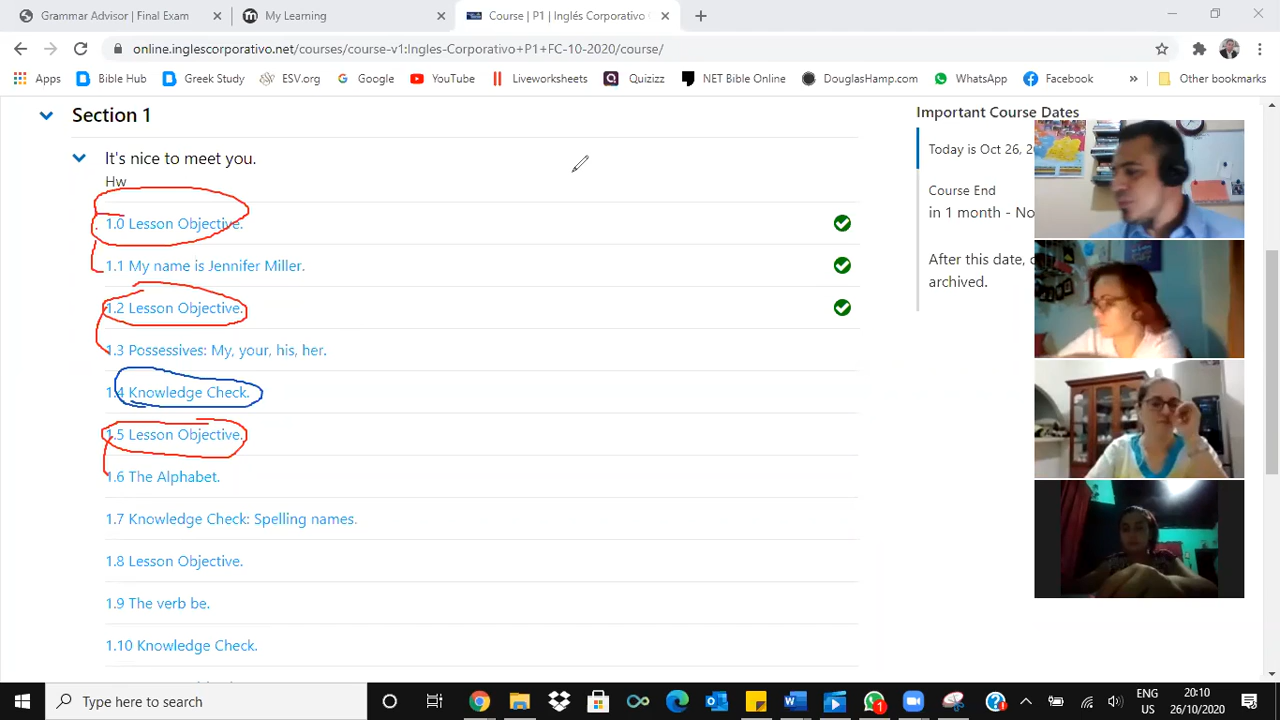 Grammar Advisor | Final Exam
My Learning
Course | P1 | Inglés Corporativo
online.inglescorporativo.net/courses/course-v1:Ingles-Corporativo+P1+FC-10-2020/course/
Apps
Bible Hub
Greek Study
ESV.org
Google
YouTube
Liveworksheets
Quizizz
NET Bible Online
DouglasHamp.com
WhatsApp
Facebook
»
Other bookmarks
Section 1
It's nice to meet you.
Hw
1.0 Lesson Objective.
1.1 My name is Jennifer Miller.
1.2 Lesson Objective.
1.3 Possessives: My, your, his, her.
1.4 Knowledge Check.
1.5 Lesson Objective.
1.6 The Alphabet.
1.7 Knowledge Check: Spelling names.
1.8 Lesson Objective.
1.9 The verb be.
1.10 Knowledge Check.
Important Course Dates
Today is Oct 26, 2
Course End
in 1 month - No
After this date, c
archived.
Type here to search
ENG
US
20:10
26/10/2020